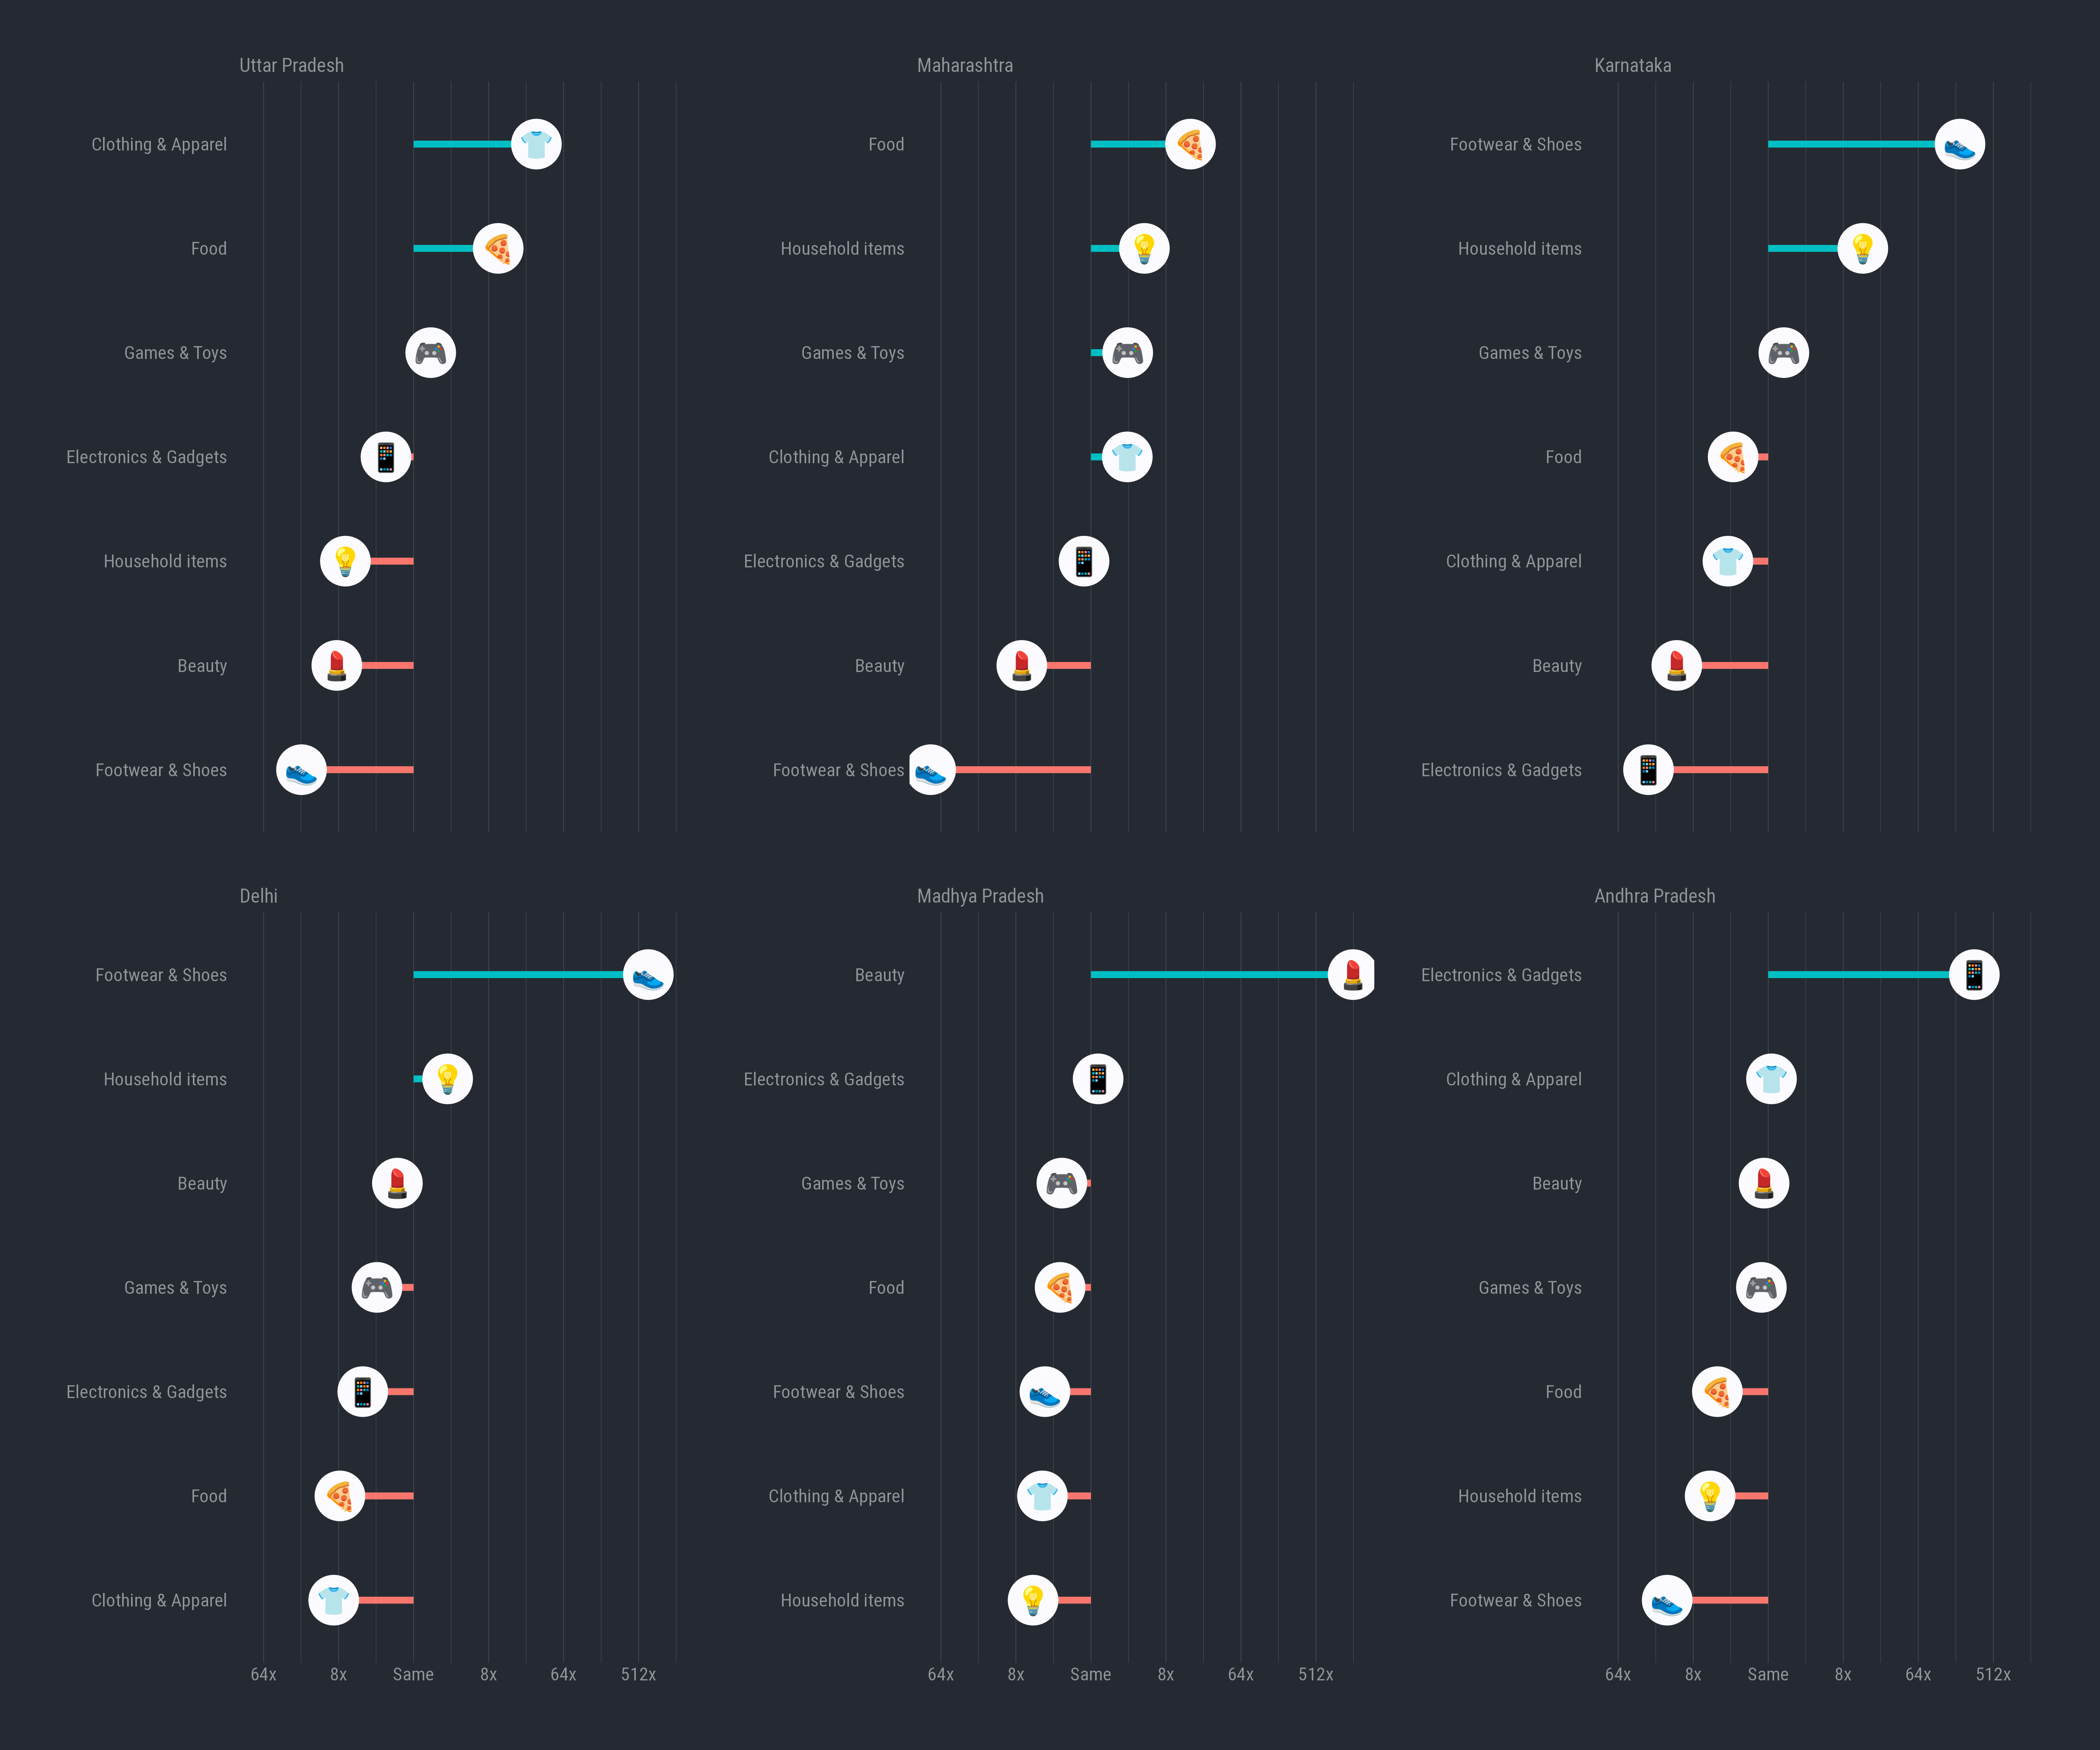 Uttar Pradesh
Clothing & Apparel
Food
Games & Toys
Electronics & Gadgets
Household items
Beauty
Footwear & Shoes
Maharashtra
Food
Household items
Games & Toys
Clothing & Apparel
Electronics & Gadgets
Beauty
Footwear & Shoes
Karnataka
Footwear & Shoes
Household items
Games & Toys
Food
Clothing & Apparel
Beauty
Electronics & Gadgets
Delhi
Footwear & Shoes
Household items
Beauty
Games & Toys
Electronics & Gadgets
Food
Clothing & Apparel
64x 8x Same 8x 64x 512x
Madhya Pradesh
Beauty
Electronics & Gadgets
Games & Toys
Food
Footwear & Shoes
Clothing & Apparel
Household items
64x 8x Same 8x 64x 512x
Andhra Pradesh
Electronics & Gadgets
Clothing & Apparel
Beauty
Games & Toys
Food
Household items
Footwear & Shoes
64x 8x Same 8x 64x 512x